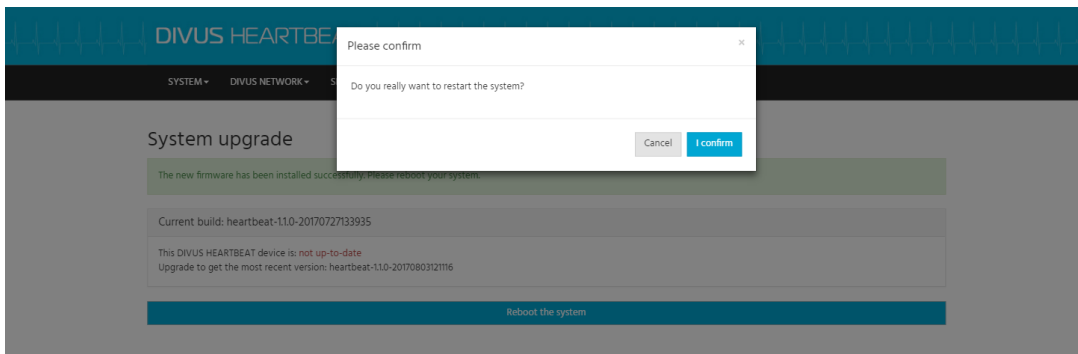 DIVUS HEARTBE
Please confirm
×
SYSTEM
DIVUS NETWORK
Do you really want to restart the system?
Cancel
I confirm
System upgrade
The new firmware has been installed successfully. Please reboot your system.
Current build: heartbeat-1.1.0-20170727133935
This DIVUS HEARTBEAT device is: not up-to-date
Upgrade to get the most recent version: heartbeat-1.1.0-20170803121116
Reboot the system